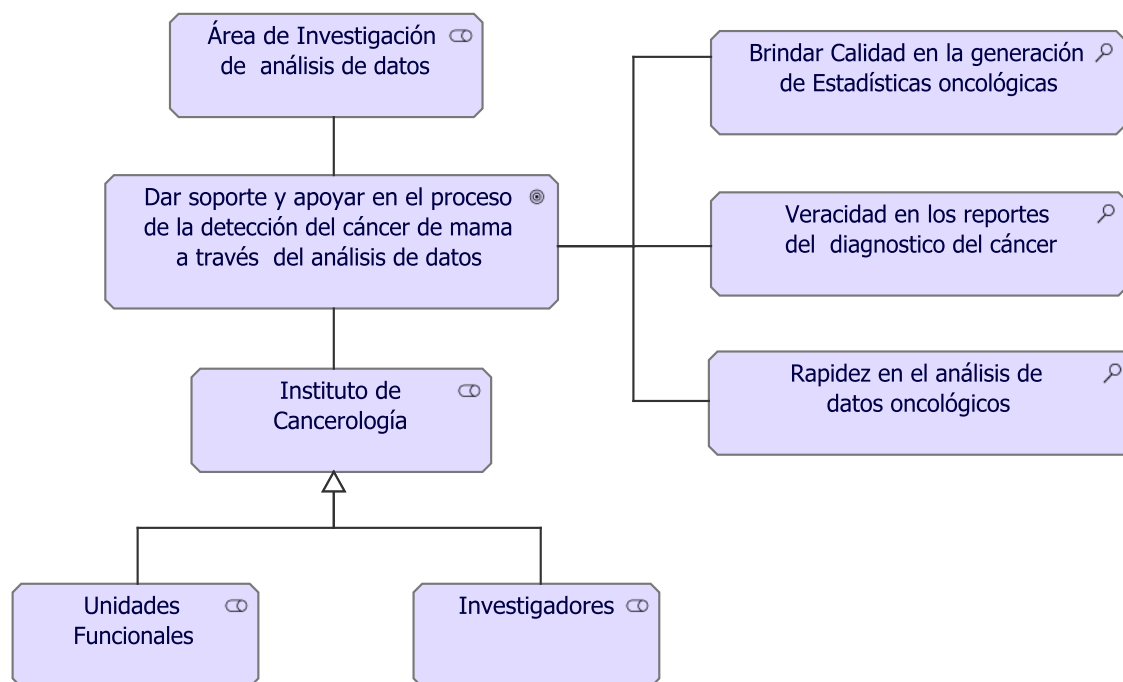 Área de Investigación
de análisis de datos
Brindar Calidad en la generación
de Estadísticas oncológicas
Dar soporte y apoyar en el proceso
de la detección del cáncer de mama
a través del análisis de datos
Veracidad en los reportes
del diagnostico del cáncer
Instituto de
Cancerología
Rapidez en el análisis de
datos oncológicos
Unidades
Funcionales
Investigadores